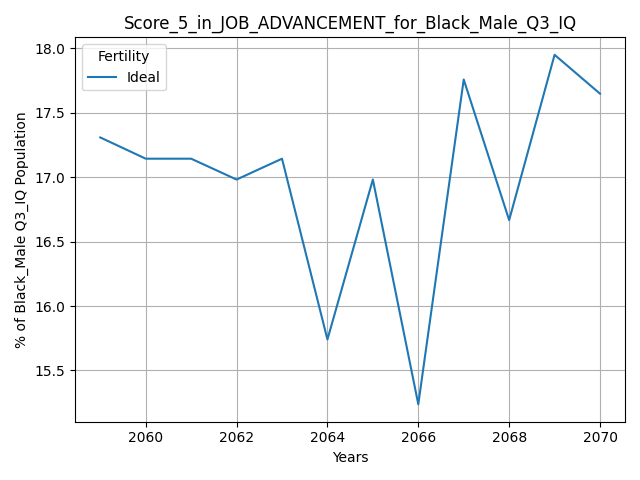 Score_5_in_JOB_ADVANCEMENT_for_Black_Male_Q3_IQ
Fertility
Ideal
% of Black_Male Q3_IQ Population
18.0
17.5
17.0
16.5
16.0
15.5
2060 2062 2064 2066 2068 2070
Years